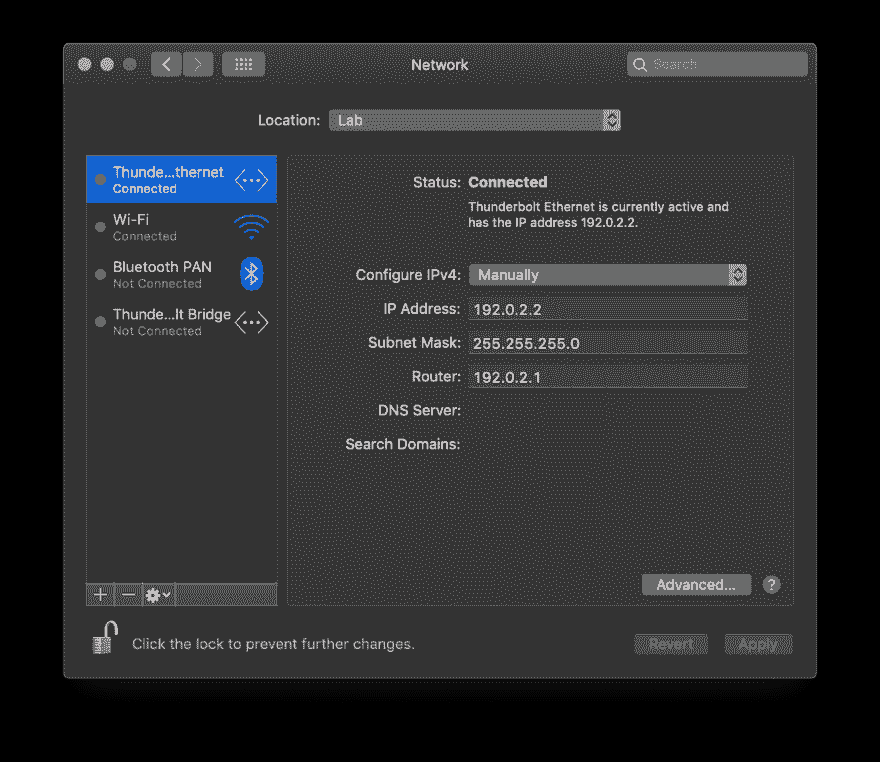 Network
Search
Location: Lab
Thunde...thernet
Connected
Wi-Fi
Connected
Bluetooth PAN
Not Connected
Thunde...lt Bridge
Not Connected
Status: Connected
Thunderbolt Ethernet is currently active and
has the IP address 192.0.2.2.
Configure IPv4: Manually
IP Address: 192.0.2.2
Subnet Mask: 255.255.255.0
Router: 192.0.2.1
DNS Server:
Search Domains:
Advanced...
?
Click the lock to prevent further changes.
Revert
Apply